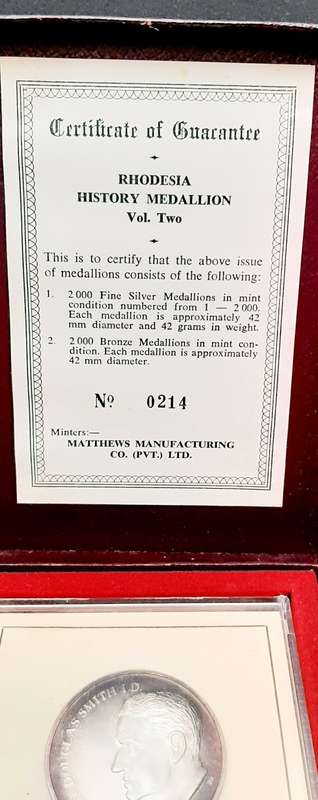 Certificate of Guarantee
RHODESIA
HISTORY MEDALLION
Vol. Two
This is to certify that the above issue
of medallions consists of the following:
1. 2 000 Fine Silver Medallions in mint
condition numbered from 1 — 2 000.
Each medallion is approximately 42
mm diameter and 42 grams in weight.
2. 2 000 Bronze Medallions in mint con-
dition. Each medallion is approximately
42 mm diameter.
Nº 0214
Minters:—
MATTHEWS MANUFACTURING
CO. (PVT.) LTD.
DOUGLAS SMITH I.D.